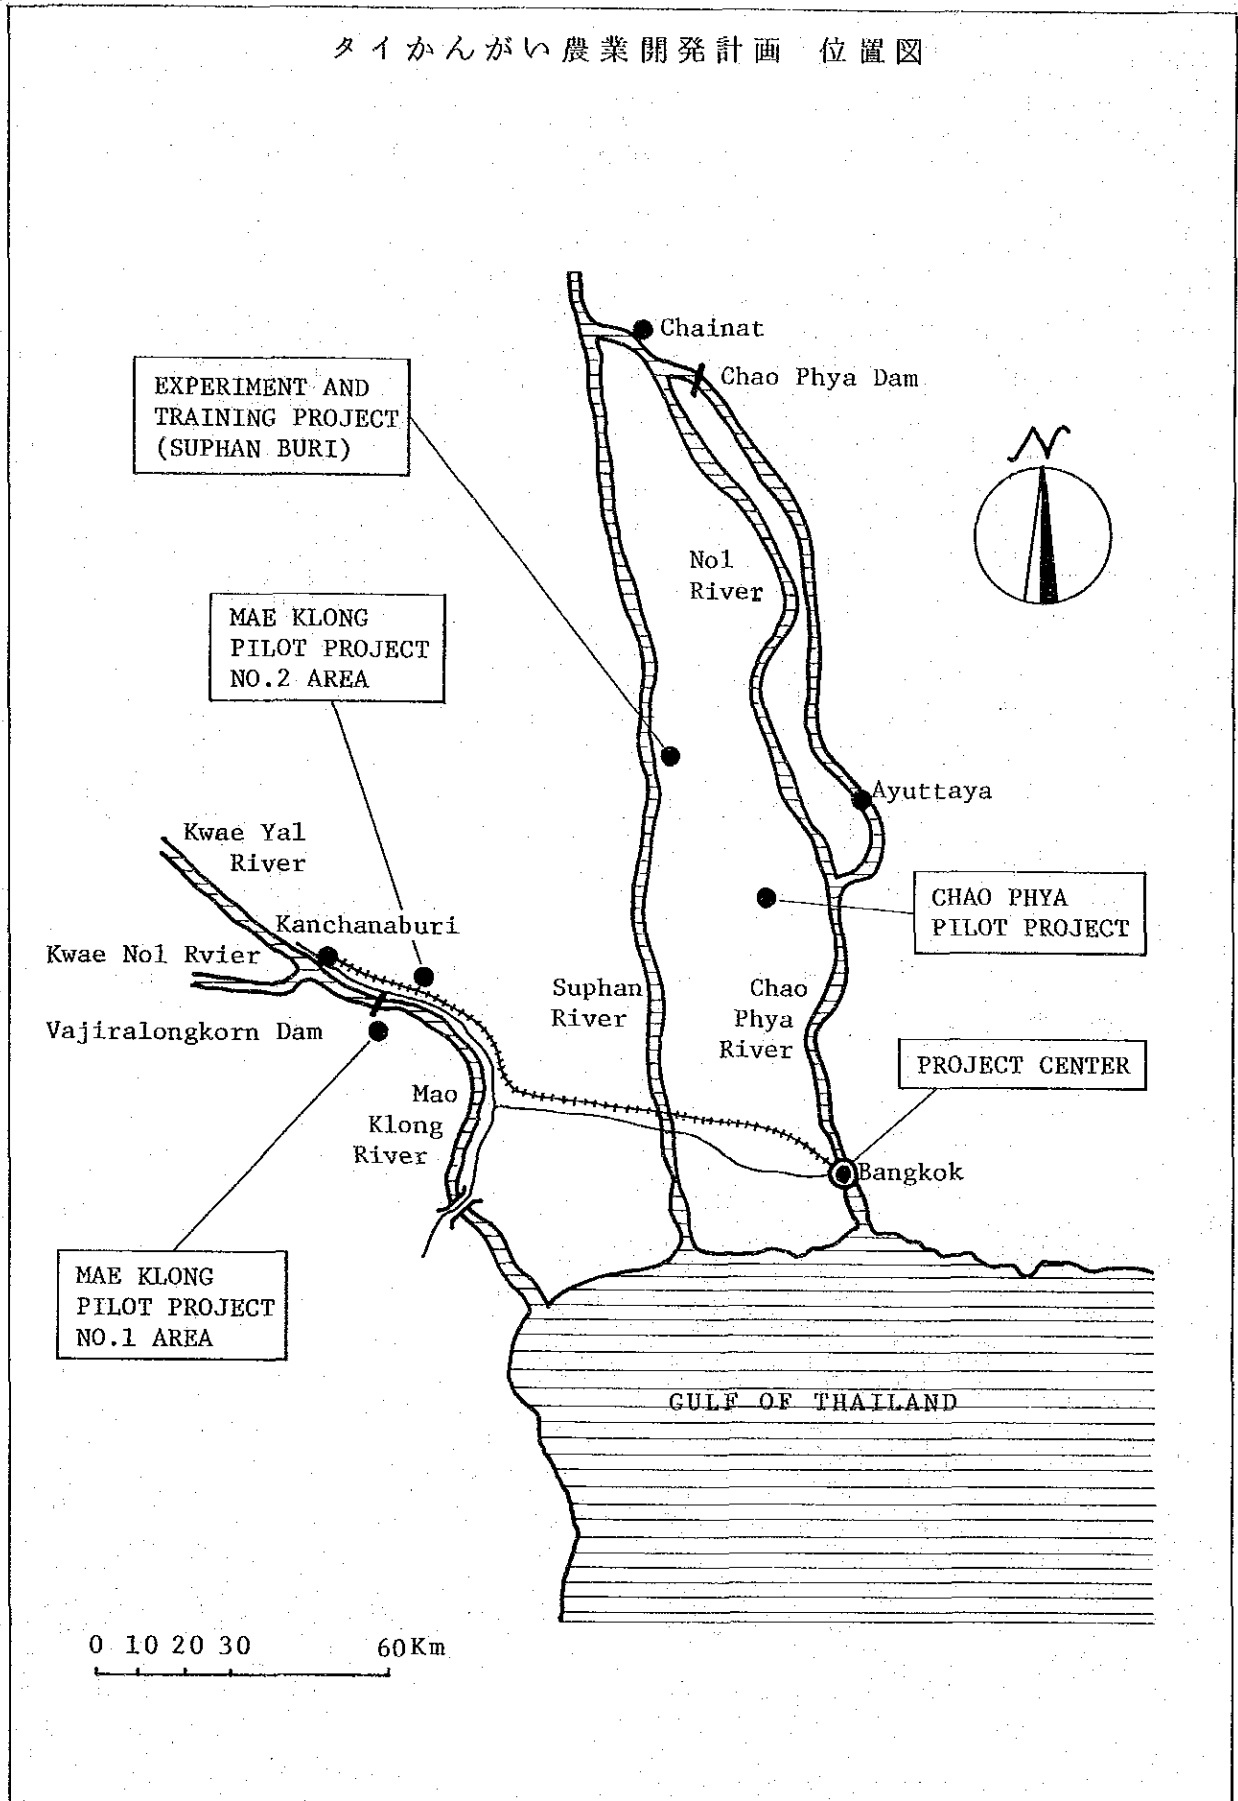 タイかんがい農業開発計画 位置図
Chainat
Chao Phya Dam
EXPERIMENT AND
TRAINING PROJECT
(SUPHAN BURI)
N
Nol
River
MAE KLONG
PILOT PROJECT
NO.2 AREA
Ayuttaya
Kwae Yal
River
CHAO PHYA
PILOT PROJECT
Kanchanaburi
Kwae Nol Rvier
Suphan
River
Chao
Phya
River
Vajiralongkorn Dam
PROJECT CENTER
Mao
Klong
River
Bangkok
MAE KLONG
PILOT PROJECT
NO.1 AREA
GULF OF THAILAND
0 10 20 30 60Km